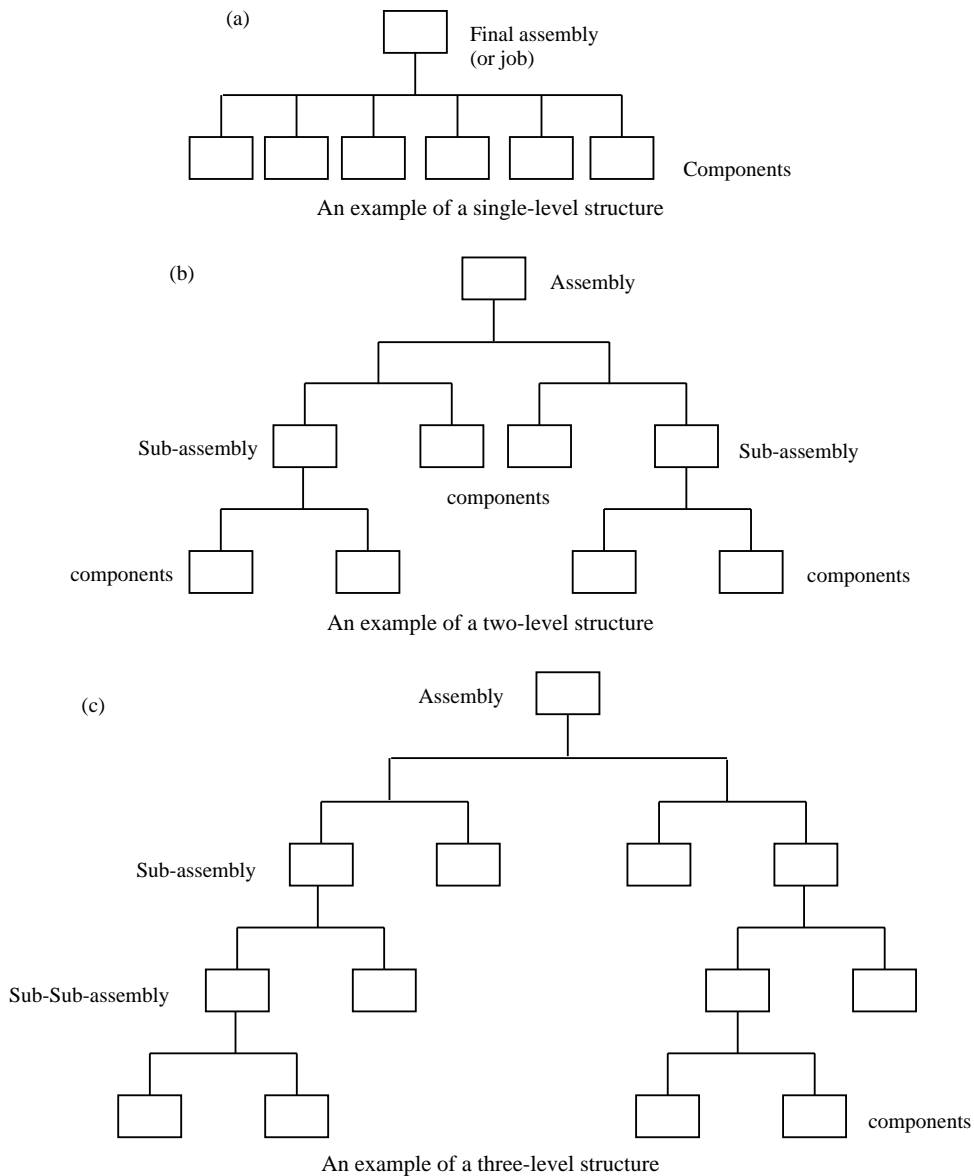 (a)
Final assembly
(or job)
Components
An example of a single-level structure
(b)
Assembly
Sub-assembly
Sub-assembly
components
components
components
An example of a two-level structure
(c)
Assembly
Sub-assembly
Sub-Sub-assembly
components
An example of a three-level structure